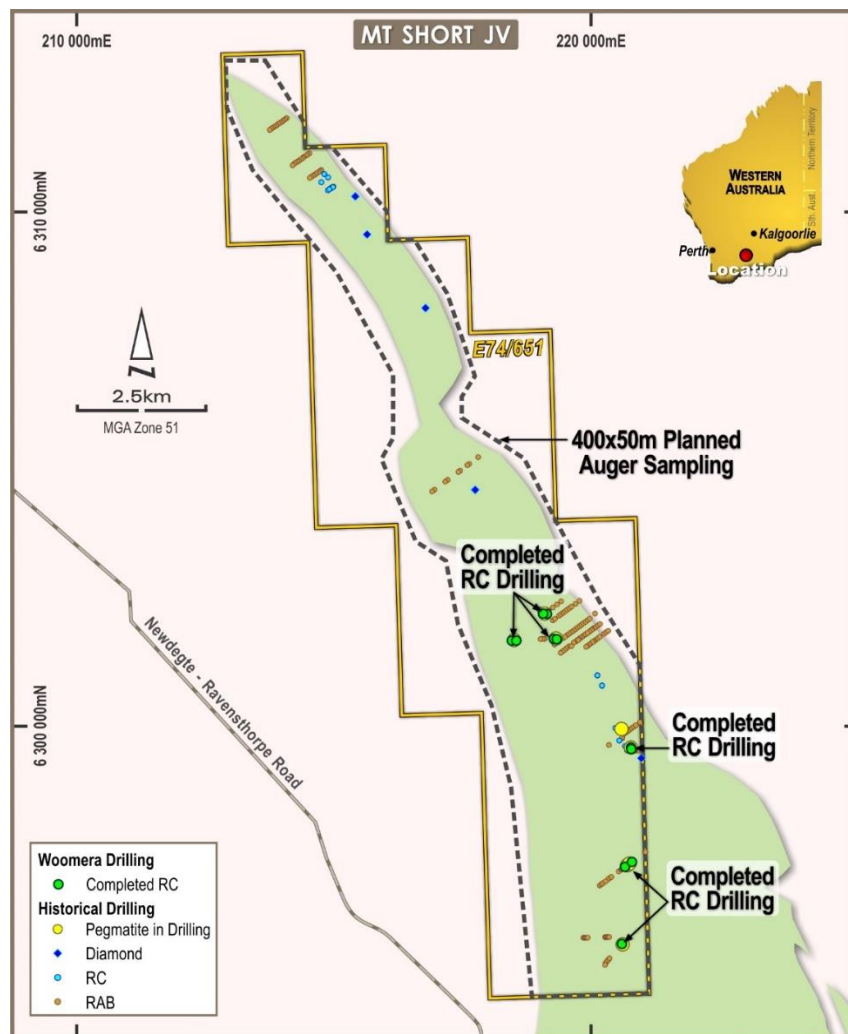 MT SHORT JV
210 000mE
220 000mE
6 310 000mN
6 300 000mN
WESTERN
AUSTRALIA
Northern Territory
Sth. Aust.
Kalgoorlie
Perth
Location
E74/651
N
2.5km
MGA Zone 51
400x50m Planned
Auger Sampling
Completed
RC Drilling
Completed
RC Drilling
Completed
RC Drilling
Newdegte - Ravensthorpe Road
Woomera Drilling
Completed RC
Historical Drilling
Pegmatite in Drilling
Diamond
RC
RAB